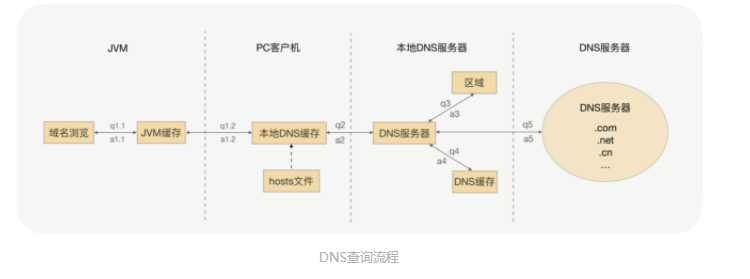 JVM
PC客户机
本地DNS服务器
DNS服务器
区域
q3
a3
DNS服务器
域名浏览
q1.1
a1.1
JVM缓存
q1.2
a1.2
本地DNS缓存
q2
a2
DNS服务器
q5
a5
.com
.net
.cn
...
q4
a4
hosts文件
DNS缓存
DNS查询流程